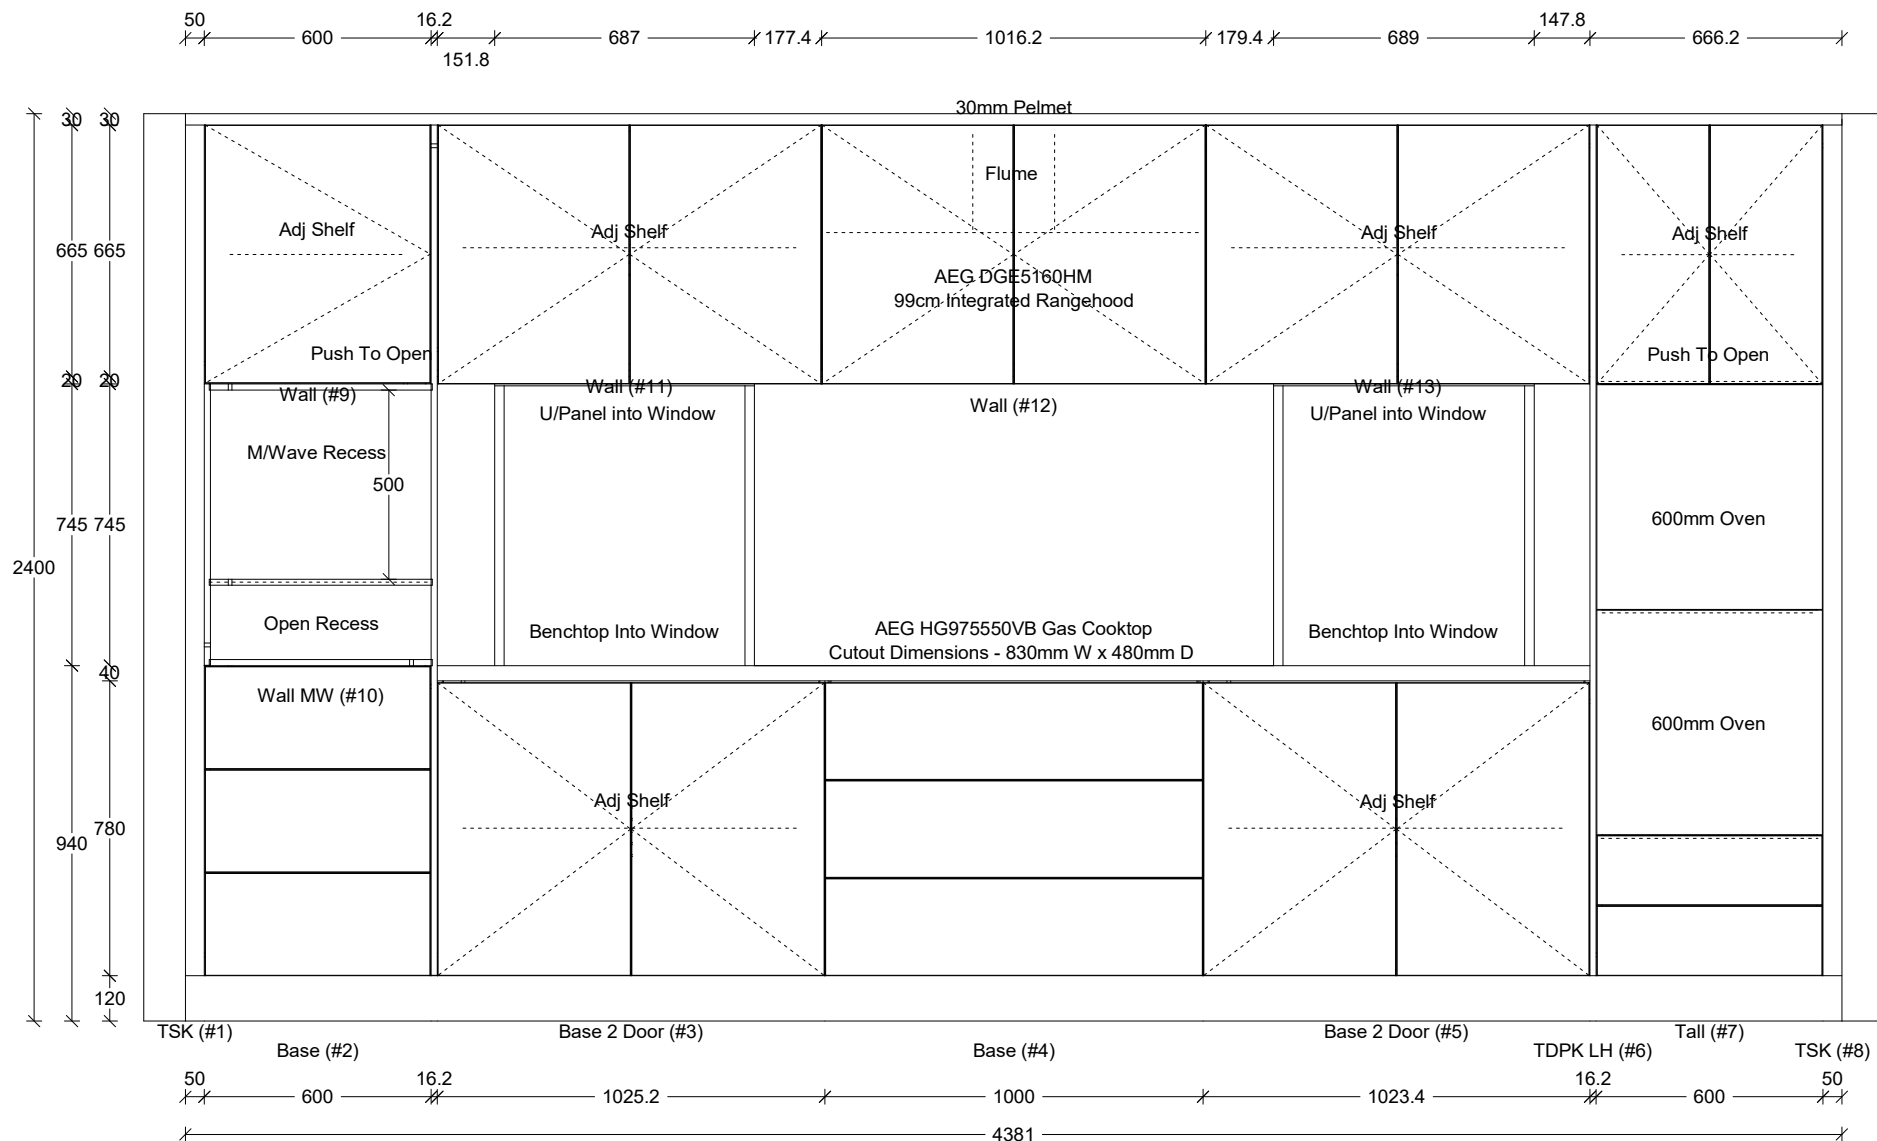 50
16.2
147.8
600
687
177.4
1016.2
179.4
689
666.2
151.8
30mm Pelmet
30
30
Flume
Adj Shelf
Adj Shelf
Adj Shelf
Adj Shelf
665
665
AEG DGE5160HM
99cm Integrated Rangehood
Push To Open
Push To Open
20
20
Wall (#9)
Wall (#11)
Wall (#13)
U/Panel into Window
Wall (#12)
U/Panel into Window
M/Wave Recess
500
745
745
600mm Oven
2400
Open Recess
Benchtop Into Window
AEG HG975550VB Gas Cooktop
Cutout Dimensions - 830mm W x 480mm D
Benchtop Into Window
40
Wall MW (#10)
600mm Oven
Adj Shelf
Adj Shelf
780
940
120
TSK (#1)
Base 2 Door (#3)
Base 2 Door (#5)
Tall (#7)
Base (#2)
Base (#4)
TDPK LH (#6)
TSK (#8)
50
16.2
16.2
50
600
1025.2
1000
1023.4
600
4381